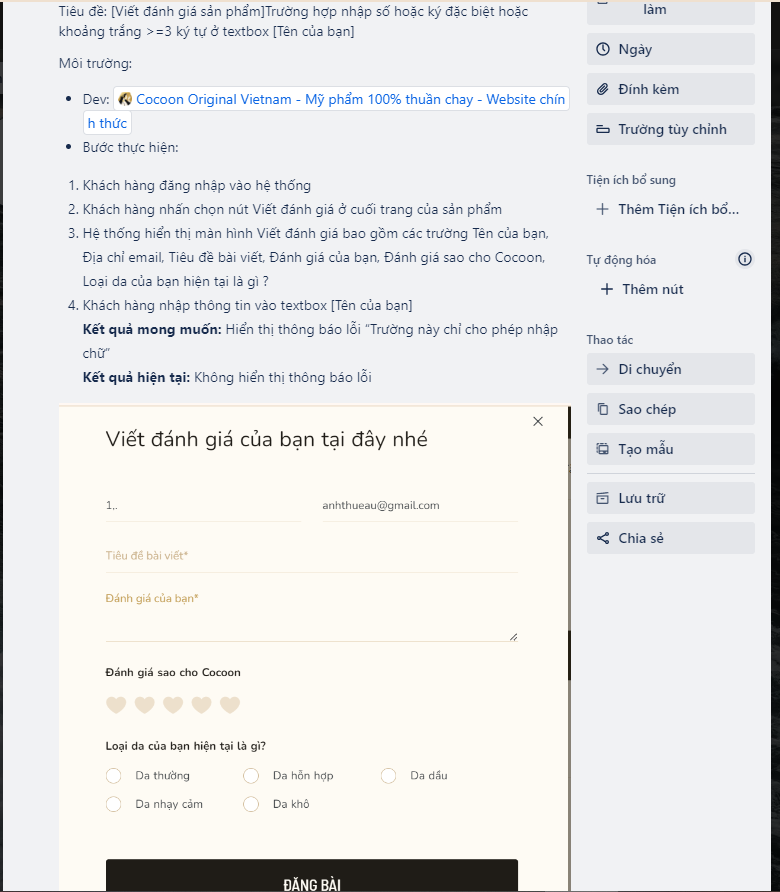 Tiêu đề: [Viết đánh giá sản phẩm]Trường hợp nhập số hoặc ký đặc biệt hoặc
khoảng trắng >=3 ký tự ở textbox [Tên của bạn]
Môi trường:
Dev: Cocoon Original Vietnam - Mỹ phẩm 100% thuần chay - Website chín
h thức
Bước thực hiện:
1. Khách hàng đăng nhập vào hệ thống
2. Khách hàng nhấn chọn nút Viết đánh giá ở cuối trang của sản phẩm
3. Hệ thống hiển thị màn hình Viết đánh giá bao gồm các trường Tên của bạn,
Địa chỉ email, Tiêu đề bài viết, Đánh giá của bạn, Đánh giá sao cho Cocoon,
Loại da của bạn hiện tại là gì ?
4. Khách hàng nhập thông tin vào textbox [Tên của bạn]
Kết quả mong muốn: Hiển thị thông báo lỗi “Trường này chỉ cho phép nhập
chữ”
Kết quả hiện tại: Không hiển thị thông báo lỗi
Viết đánh giá của bạn tại đây nhé
1,.
anhthueau@gmail.com
Tiêu đề bài viết*
Đánh giá của bạn*
Đánh giá sao cho Cocoon
Loại da của bạn hiện tại là gì?
Da thường
Da hỗn hợp
Da dầu
Da nhạy cảm
Da khô
ĐĂNG BÀI
làm
Ngày
Đính kèm
Trường tùy chỉnh
Tiện ích bổ sung
Thêm Tiện ích bổ...
Tự động hóa
Thêm nút
Thao tác
Di chuyển
Sao chép
Tạo mẫu
Lưu trữ
Chia sẻ